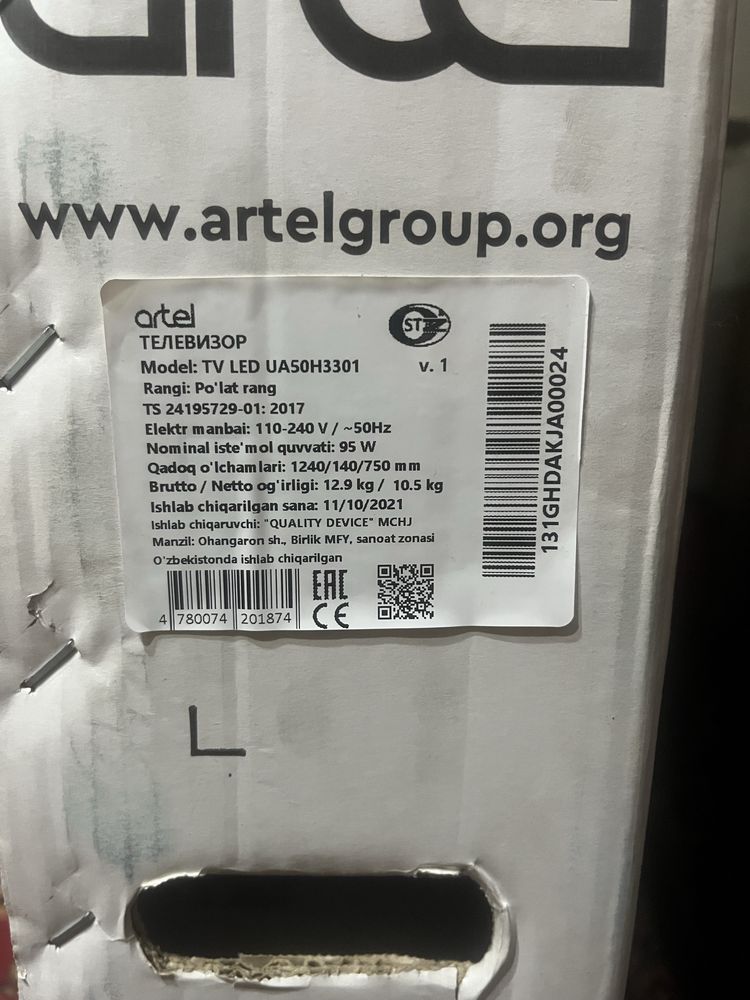 www.artelgroup.org
artel
ТЕЛЕВИЗОР
Model: TV LED UA50H3301 v. 1
Rangi: Po'lat rang
TS 24195729-01: 2017
Elektr manbai: 110-240 V / ~50Hz
Nominal iste'mol quvvati: 95 W
Qadoq o'lchamlari: 1240/140/750 mm
Brutto / Netto og'irligi: 12.9 kg / 10.5 kg
Ishlab chiqarilgan sana: 11/10/2021
Ishlab chiqaruvchi: "QUALITY DEVICE" MCHJ
Manzil: Ohangaron sh., Birlik MFY, sanoat zonasi
O'zbekistonda ishlab chiqarilgan
4 780074 201874
EAC
CE
131GHDAKJA00024